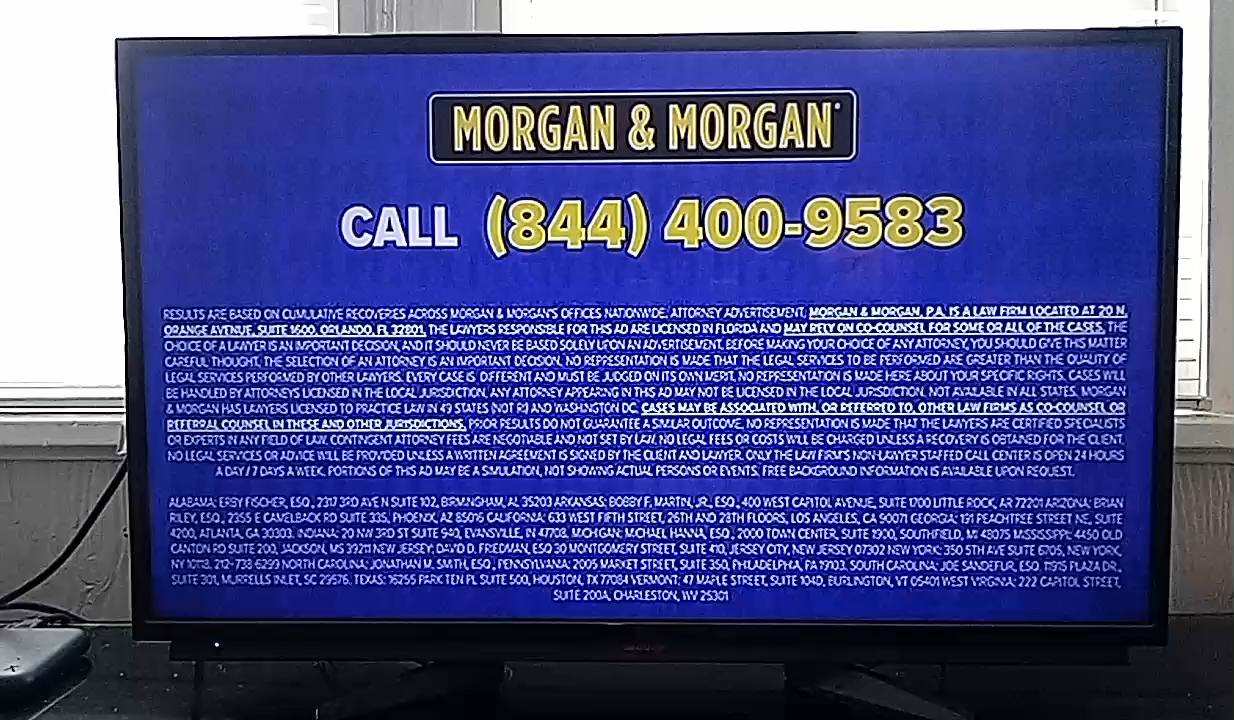 MORGAN & MORGAN
CALL (844) 400-9583
RESULTS ARE BASED ON CUMULATIVE RECOVERIES ACROSS MORGAN & MORGAN'S OFFICES NATIONWIDE. ATTORNEY ADVERTISEMENT. MORGAN & MORGAN, P.A. IS A LAW FIRM LOCATED AT 20 N.
ORANGE AVENUE, SUITE 1600, ORLANDO, FL 32801. THE LAWYERS RESPONSIBLE FOR THIS AD ARE LICENSED IN FLORIDA AND MAY RELY ON CO-COUNSEL FOR SOME OR ALL OF THE CASES. THE
CHOICE OF A LAWYER IS AN IMPORTANT DECISION, AND IT SHOULD NEVER BE BASED SOLELY UPON AN ADVERTISEMENT. BEFORE MAKING YOUR CHOICE OF ANY ATTORNEY, YOU SHOULD GIVE THIS MATTER
CAREFUL THOUGHT. THE SELECTION OF AN ATTORNEY IS AN IMPORTANT DECISION. NO REPRESENTATION IS MADE THAT THE LEGAL SERVICES TO BE PERFORMED ARE GREATER THAN THE QUALITY OF
LEGAL SERVICES PERFORMED BY OTHER LAWYERS. EVERY CASE IS DIFFERENT AND MUST BE JUDGED ON ITS OWN MERIT. NO REPRESENTATION IS MADE HERE ABOUT YOUR SPECIFIC RIGHTS. CASES WILL
BE HANDLED BY ATTORNEYS LICENSED IN THE LOCAL JURISDICTION. ANY ATTORNEY APPEARING IN THIS AD MAY NOT BE LICENSED IN THE LOCAL JURISDICTION. NOT AVAILABLE IN ALL STATES. MORGAN
& MORGAN HAS LAWYERS LICENSED TO PRACTICE LAW IN 49 STATES (NOT RI) AND WASHINGTON DC. CASES MAY BE ASSOCIATED WITH, OR REFERRED TO, OTHER LAW FIRMS AS CO-COUNSEL OR
REFERRAL COUNSEL IN THESE AND OTHER JURISDICTIONS. PRIOR RESULTS DO NOT GUARANTEE A SIMILAR OUTCOME. NO REPRESENTATION IS MADE THAT THE LAWYERS ARE CERTIFIED SPECIALISTS
OR EXPERTS IN ANY FIELD OF LAW. CONTINGENT ATTORNEY FEES ARE NEGOTIABLE AND NOT SET BY LAW. NO LEGAL FEES OR COSTS WILL BE CHARGED UNLESS A RECOVERY IS OBTAINED FOR THE CLIENT.
NO LEGAL SERVICES OR ADVICE WILL BE PROVIDED UNLESS A WRITTEN AGREEMENT IS SIGNED BY THE CLIENT AND LAWYER. ONLY THE LAW FIRM'S NON-LAWYER STAFFED CALL CENTER IS OPEN 24 HOURS
A DAY / 7 DAYS A WEEK. PORTIONS OF THIS AD MAY BE A SIMULATION, NOT SHOWING ACTUAL PERSONS OR EVENTS. FREE BACKGROUND INFORMATION IS AVAILABLE UPON REQUEST.
ALABAMA: ERBY FISCHER, ESQ., 2317 3RD AVE N SUITE 102, BIRMINGHAM, AL 35203 ARKANSAS: BOBBY F. MARTIN, JR., ESQ., 400 WEST CAPITOL AVENUE, SUITE 1700 LITTLE ROCK, AR 72201 ARIZONA: BRIAN
RILEY, ESQ., 2355 E CAMELBACK RD SUITE 335, PHOENIX, AZ 85016 CALIFORNIA: 633 WEST FIFTH STREET, 26TH AND 28TH FLOORS, LOS ANGELES, CA 90071 GEORGIA: 191 PEACHTREE STREET NE, SUITE
4200, ATLANTA, GA 30303. INDIANA: 20 NW 3RD ST SUITE 940, EVANSVILLE, IN 47708. MICHIGAN: MICHAEL HANNA, ESQ., 2000 TOWN CENTER, SUITE 1900, SOUTHFIELD, MI 48075 MISSISSIPPI: 4450 OLD
CANTON RD SUITE 200, JACKSON, MS 39211 NEW JERSEY: DAVID D. FREDMAN, ESQ 30 MONTGOMERY STREET, SUITE 410, JERSEY CITY, NEW JERSEY 07302 NEW YORK: 350 5TH AVE SUITE 6705, NEW YORK,
NY 10118. 212-738-6299 NORTH CAROLINA: JONATHAN M. SMITH, ESQ., PENNSYLVANIA: 2005 MARKET STREET, SUITE 350, PHILADELPHIA, PA 19103. SOUTH CAROLINA: JOE SANDEFUR, ESQ. 11915 PLAZA DR.,
SUITE 301, MURRELLS INLET, SC 29576. TEXAS: 16255 PARK TEN PL SUITE 500, HOUSTON, TX 77084 VERMONT: 47 MAPLE STREET, SUITE 104D, BURLINGTON, VT 05401 WEST VIRGINIA: 222 CAPITOL STREET,
SUITE 200A, CHARLESTON, WV 25301